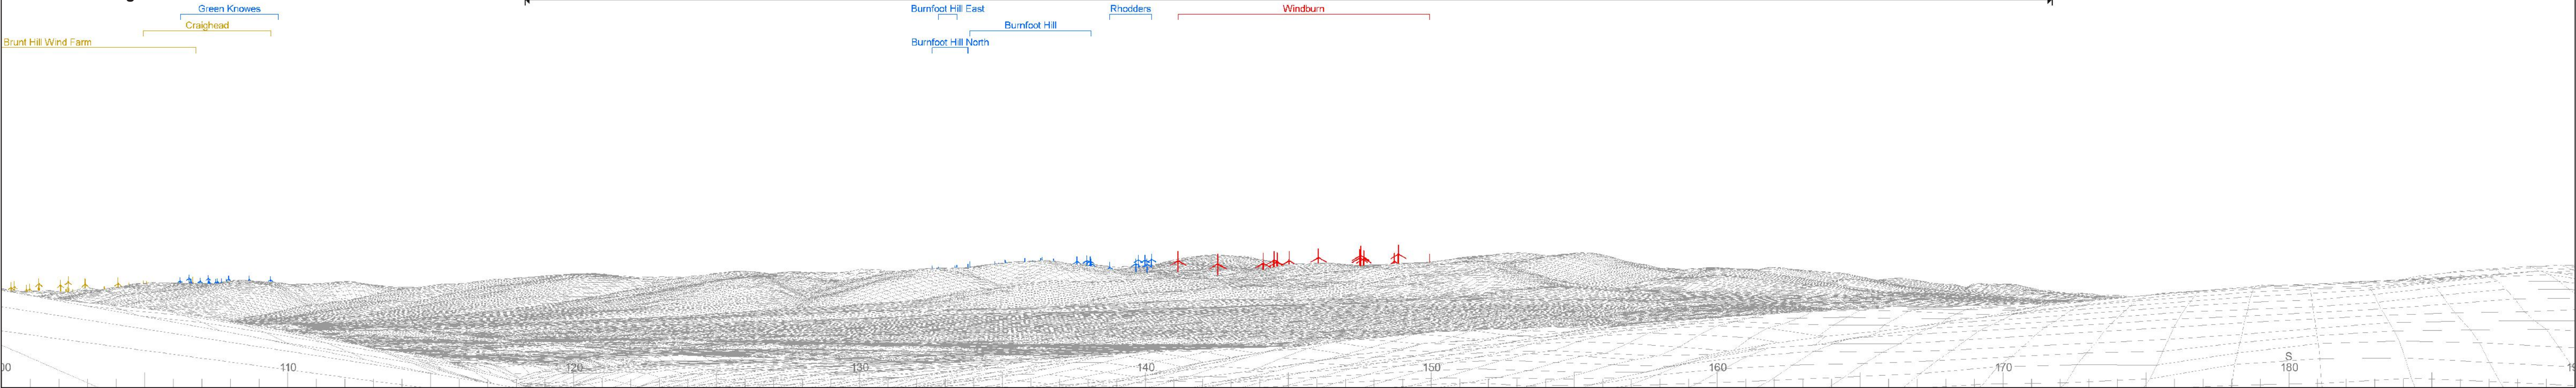 Green Knowes
Burnfoot Hill East
Rhodders
Windburn
Craighead
Burnfoot Hill
Brunt Hill Wind Farm
Burnfoot Hill North
S
110 120 130 140 150 160 170 180